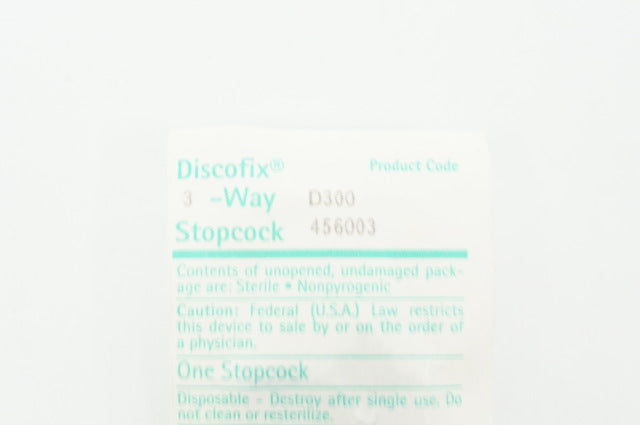 Discofix® Product Code
3 -Way D300
Stopcock 456003
Contents of unopened, undamaged pack-
age are: Sterile • Nonpyrogenic
Caution: Federal (U.S.A.) Law restricts
this device to sale by or on the order of
a physician.
One Stopcock
Disposable - Destroy after single use. Do
not clean or resterilize.